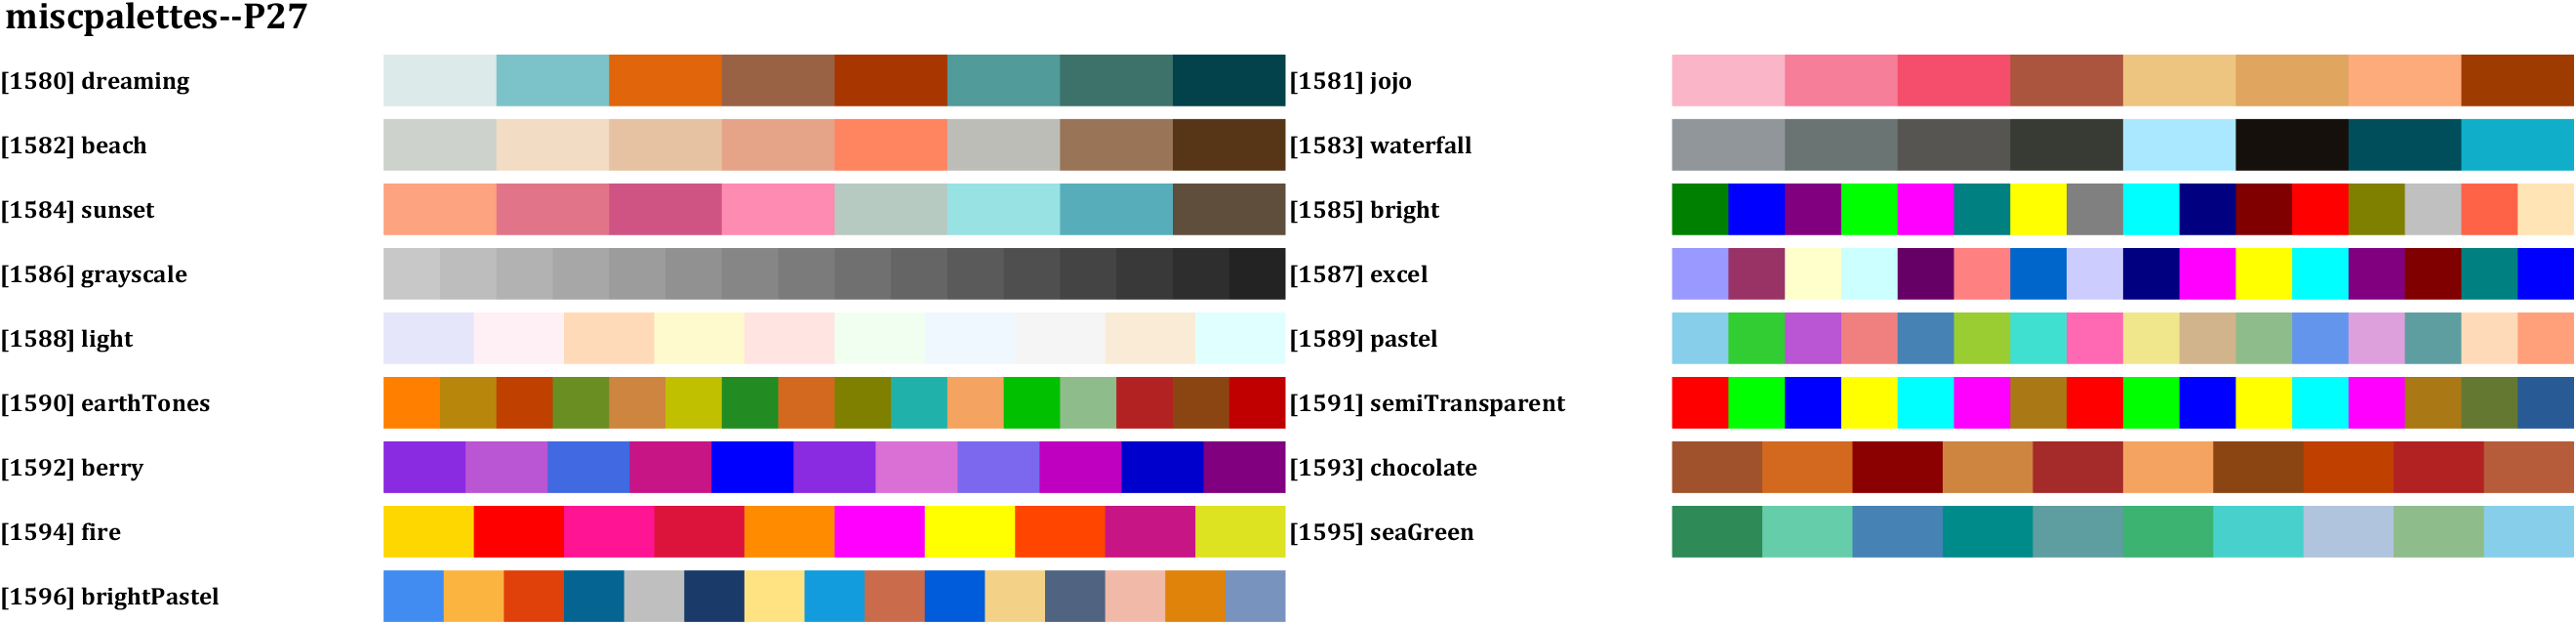 miscpalettes--P27
[1580] dreaming
[1581] jojo
[1582] beach
[1583] waterfall
[1584] sunset
[1585] bright
[1586] grayscale
[1587] excel
[1588] light
[1589] pastel
[1590] earthTones
[1591] semiTransparent
[1592] berry
[1593] chocolate
[1594] fire
[1595] seaGreen
[1596] brightPastel